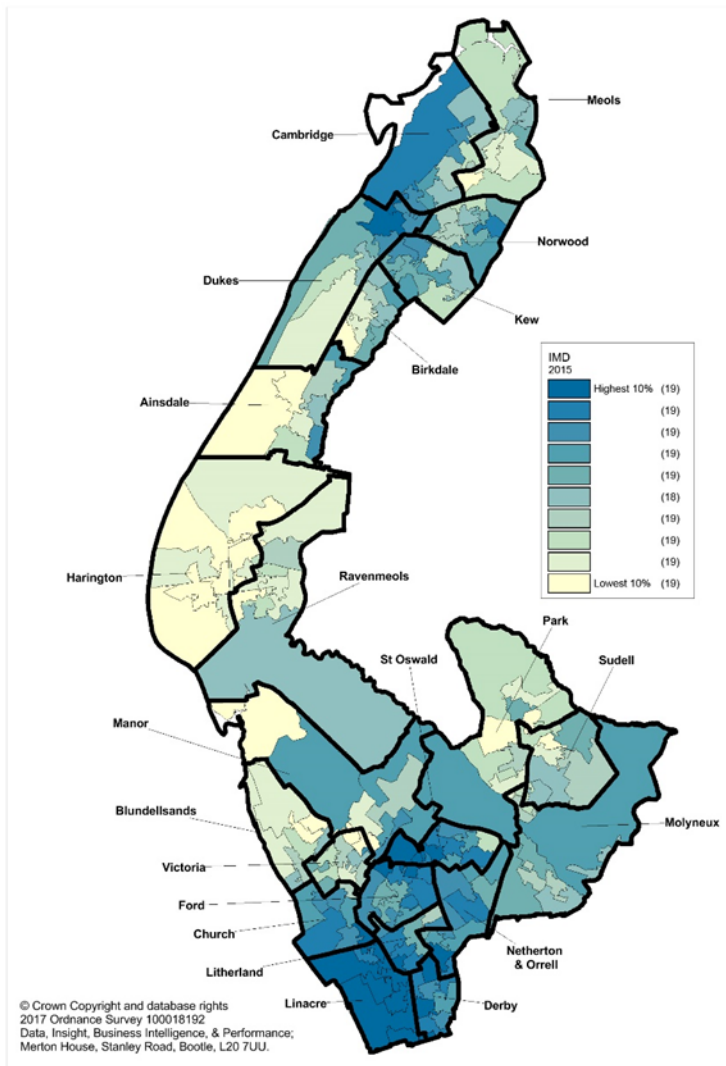 Meols
Cambridge
Norwood
Dukes
Kew
Birkdale
IMD
2015
Highest 10% (19)
(19)
(19)
(19)
(19)
(18)
(19)
(19)
(19)
Lowest 10% (19)
Ainsdale
Harington
Ravenmeols
Park
St Oswald
Sudell
Manor
Blundellsands
Molyneux
Victoria
Ford
Church
Netherton
& Orrell
Litherland
Linacre
Derby
© Crown Copyright and database rights
2017 Ordnance Survey 100018192
Data, Insight, Business Intelligence, & Performance;
Merton House, Stanley Road, Bootle, L20 7UU.